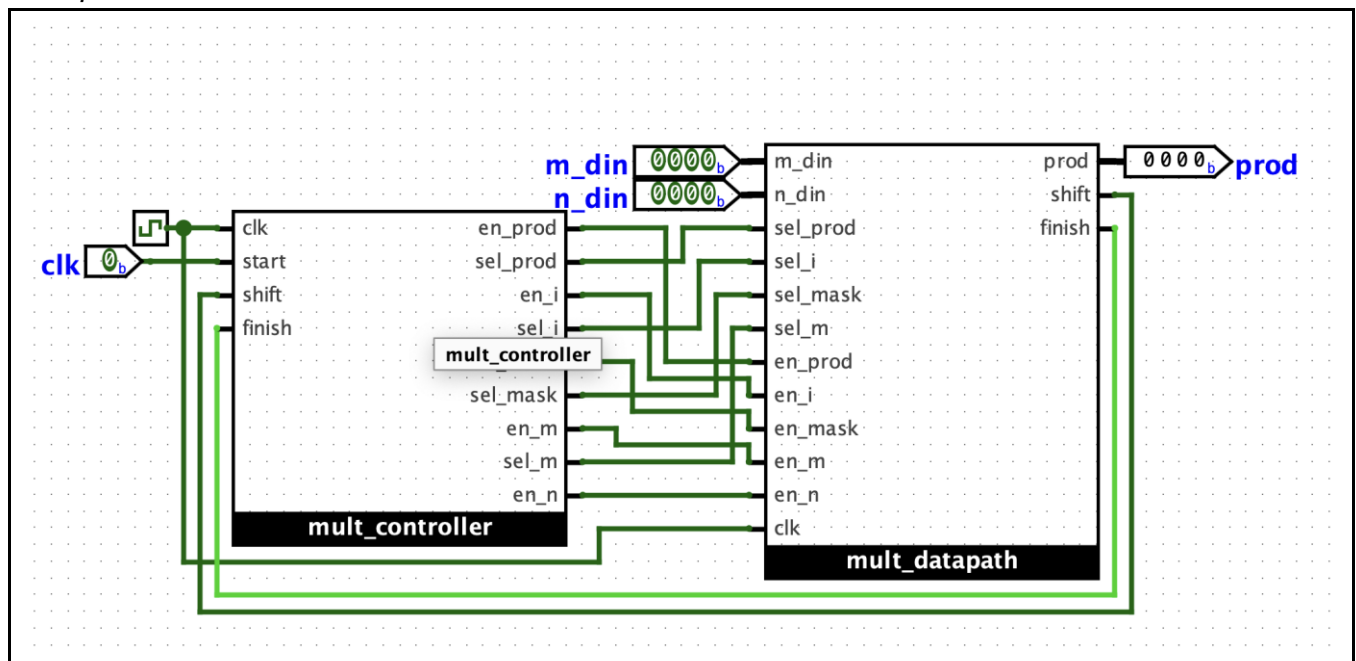 m_din 0000b m_din prod 0000b prod
n_din 0000b n_din shift
clk en_prod sel_prod finish
clk 0b start sel_prod sel_i
shift en_i sel_mask
finish sel_i sel_m
mult_controller en_prod
sel_mask en_i
en_m en_mask
sel_m en_m
en_n en_n
mult_controller clk
mult_datapath